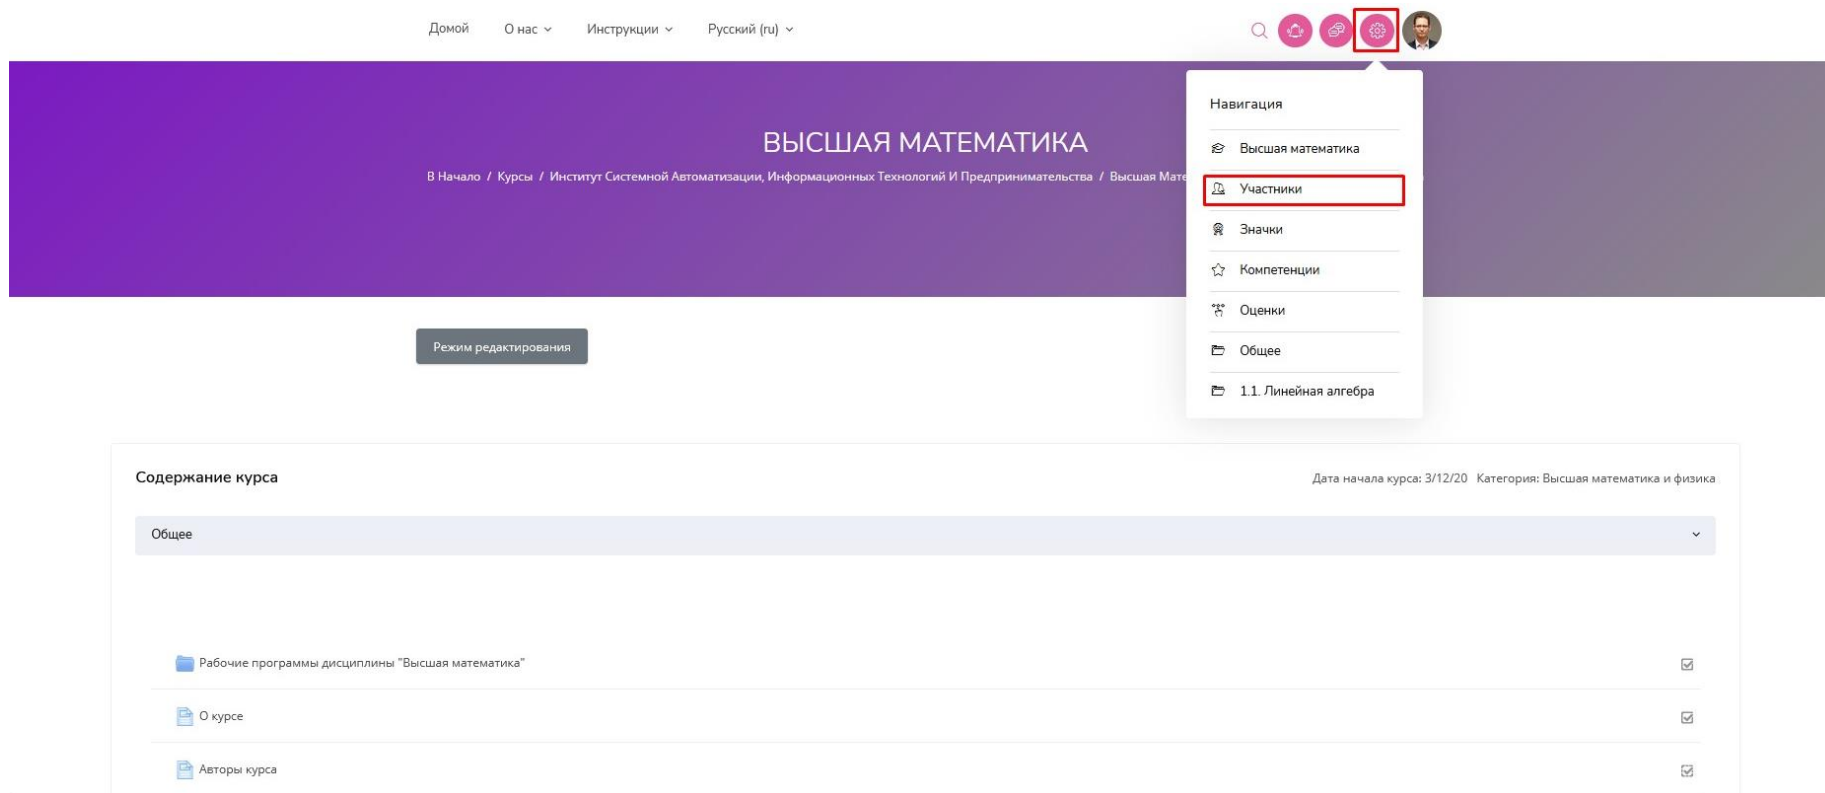 Домой О нас Инструкции Русский (ru)
Навигация
ВЫСШАЯ МАТЕМАТИКА
Высшая математика
В Начало / Курсы / Институт Системной Автоматизации, Информационных Технологий И Предпринимательства / Высшая
Участники
Значки
Компетенции
Оценки
Режим редактирования
Общее
1.1. Линейная алгебра
Содержание курса
Дата начала курса: 3/12/20 Категория: Высшая математика и физика
Общее
Рабочие программы дисциплины "Высшая математика"
О курсе
Авторы курса